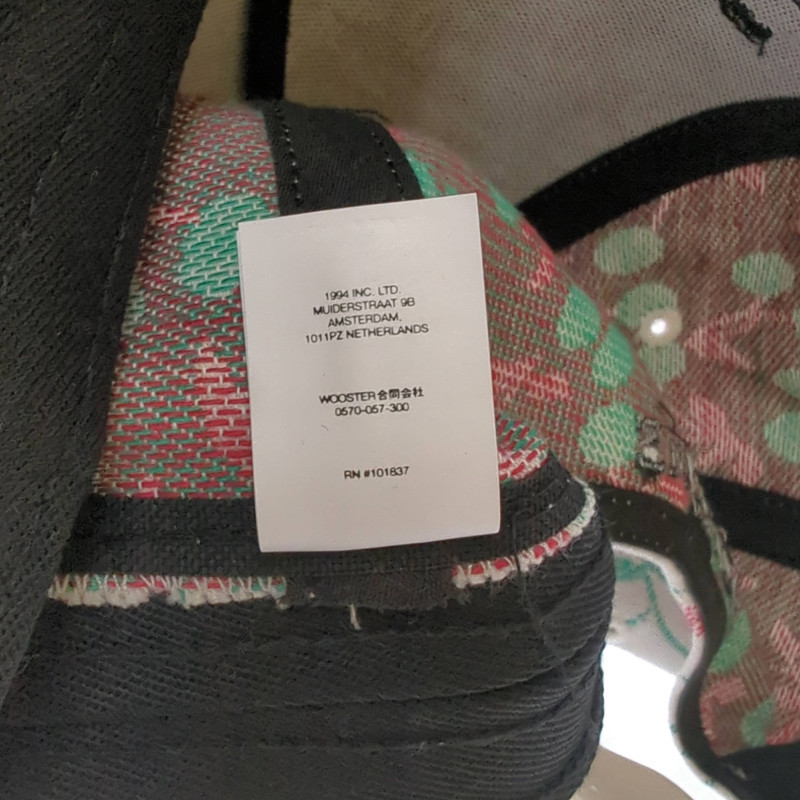 1994 INC. LTD.
MUIDERSTRAAT 9B
AMSTERDAM,
1011PZ NETHERLANDS
WOOSTER合同会社
0570-057-300
RN #101837